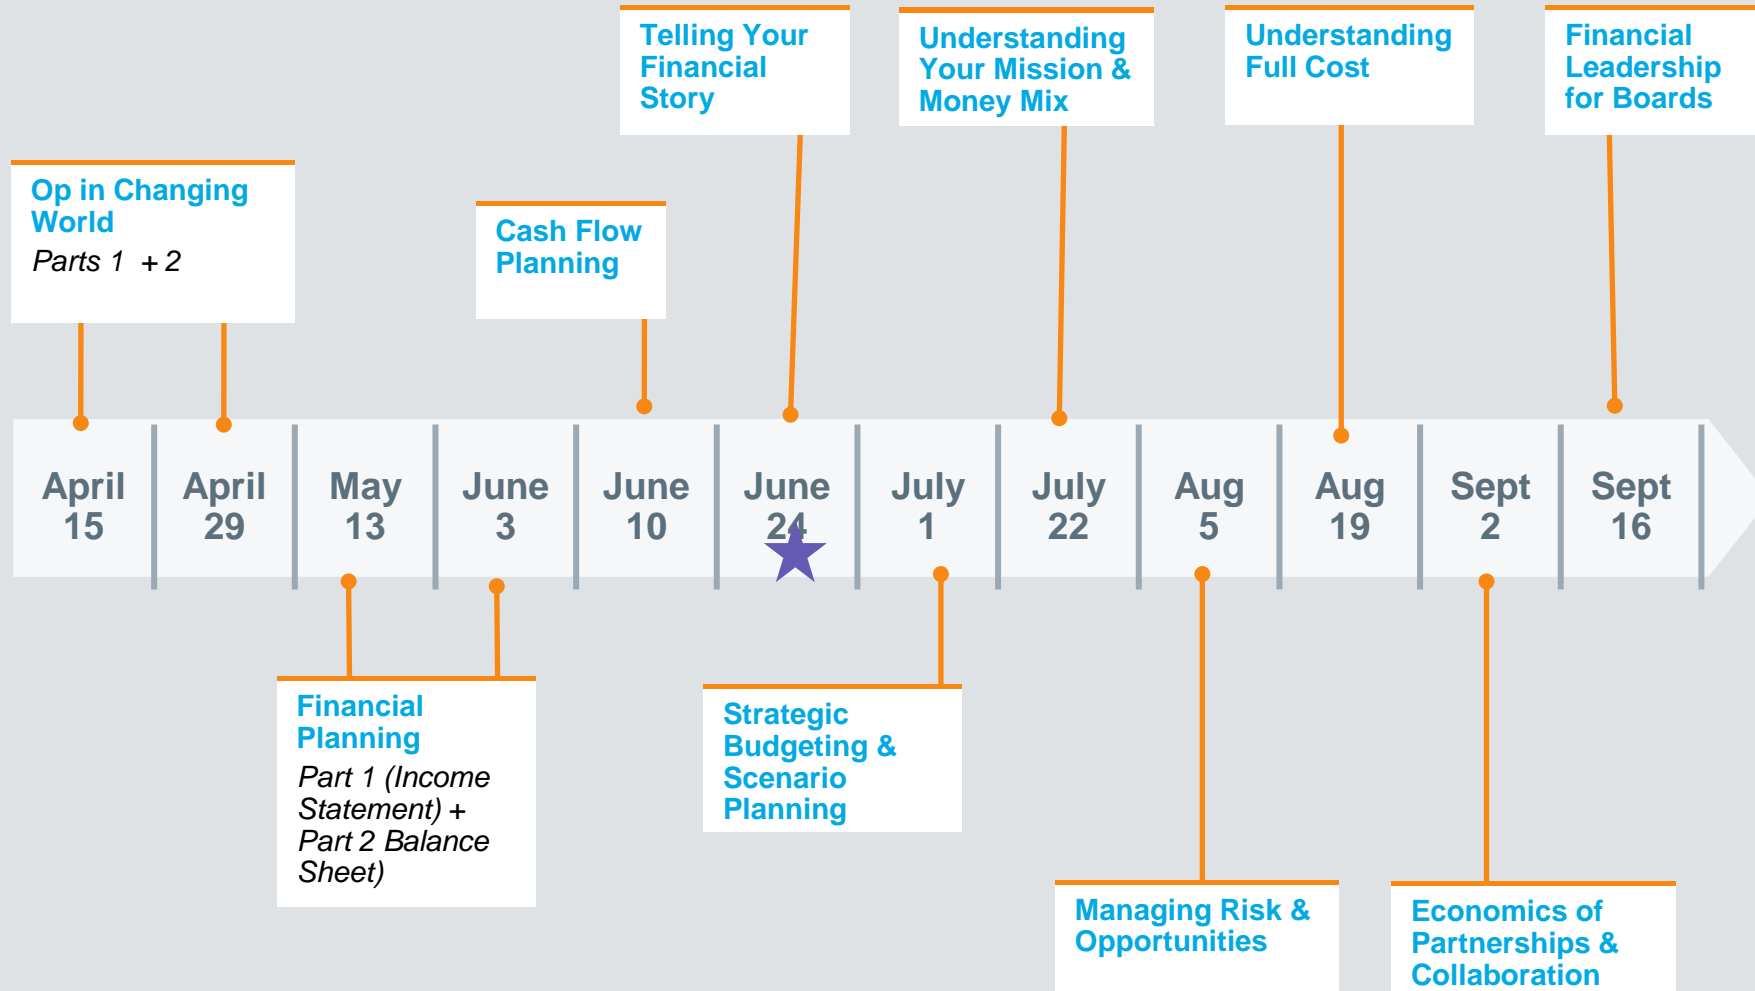 Telling Your
Financial
Story
Understanding
Your Mission &
Money Mix
Understanding
Full Cost
Financial
Leadership
for Boards
Op in Changing
World
Parts 1 + 2
Cash Flow
Planning
April
15
April
29
May
13
June
3
June
10
June
24
July
1
July
22
Aug
5
Aug
19
Sept
2
Sept
16
Financial
Planning
Part 1 (Income
Statement) +
Part 2 Balance
Sheet)
Strategic
Budgeting &
Scenario
Planning
Managing Risk &
Opportunities
Economics of
Partnerships &
Collaboration